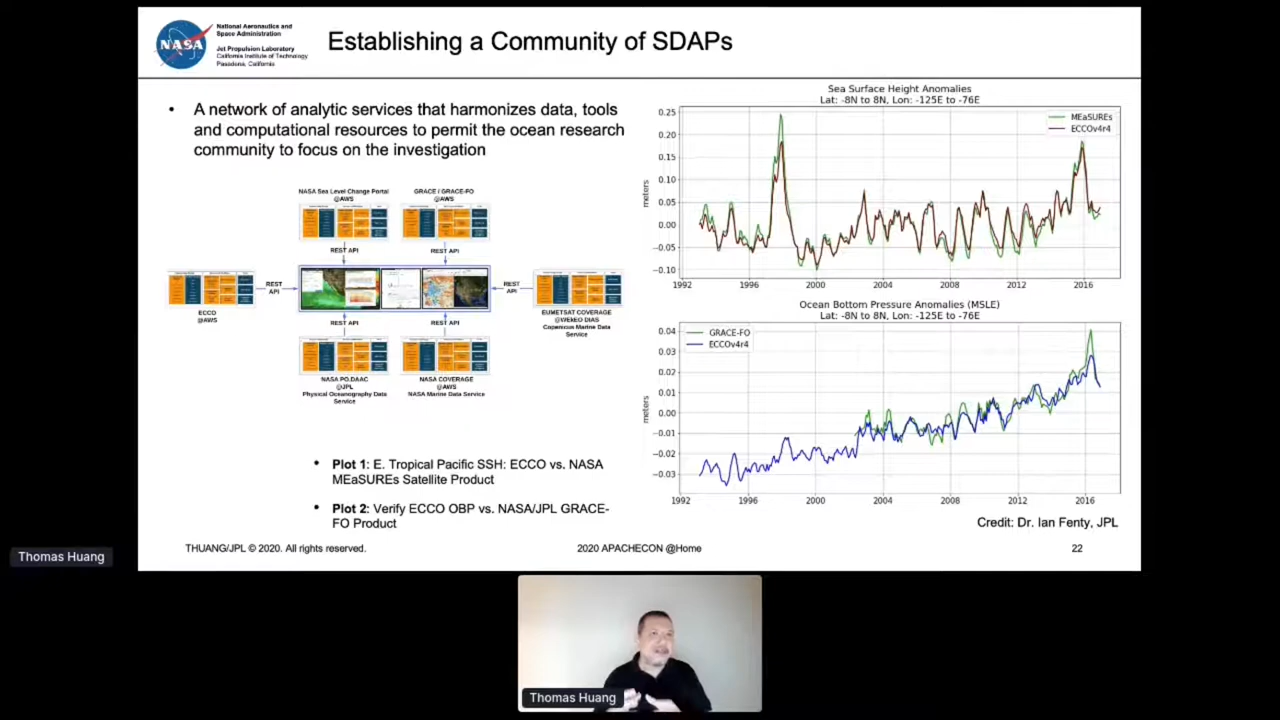 National Aeronautics and
Space Administration
Jet Propulsion Laboratory
California Institute of Technology
Pasadena, California
NASA
Establishing a Community of SDAPs
• A network of analytic services that harmonizes data, tools
and computational resources to permit the ocean research
community to focus on the investigation
NASA Sea Level Change Portal
@AWS
GRACE / GRACE-FO
@AWS
REST API
REST API
REST
API
REST
API
ECCO
@AWS
EUMETSAT COVERAGE
@WEkEO DIAS
Copenicus Marine Data
Service
REST API
REST API
NASA PO.DAAC
@JPL
Physical Oceanography Data
Service
NASA COVERAGE
@AWS
NASA Marine Data Service
• Plot 1: E. Tropical Pacific SSH: ECCO vs. NASA
MEaSUREs Satellite Product
• Plot 2: Verify ECCO OBP vs. NASA/JPL GRACE-
FO Product
Sea Surface Height Anomalies
Lat: -8N to 8N, Lon: -125E to -76E
MEaSUREs
ECCOv4r4
meters
0.25
0.20
0.15
0.10
0.05
0.00
−0.05
−0.10
1992 1996 2000 2004 2008 2012 2016
Ocean Bottom Pressure Anomalies (MSLE)
Lat: -8N to 8N, Lon: -125E to -76E
GRACE-FO
ECCOv4r4
meters
0.04
0.03
0.02
0.01
0.00
−0.01
−0.02
−0.03
1992 1996 2000 2004 2008 2012 2016
Credit: Dr. Ian Fenty, JPL
THUANG/JPL © 2020. All rights reserved.
2020 APACHECON @Home
22
Thomas Huang
Thomas Huang